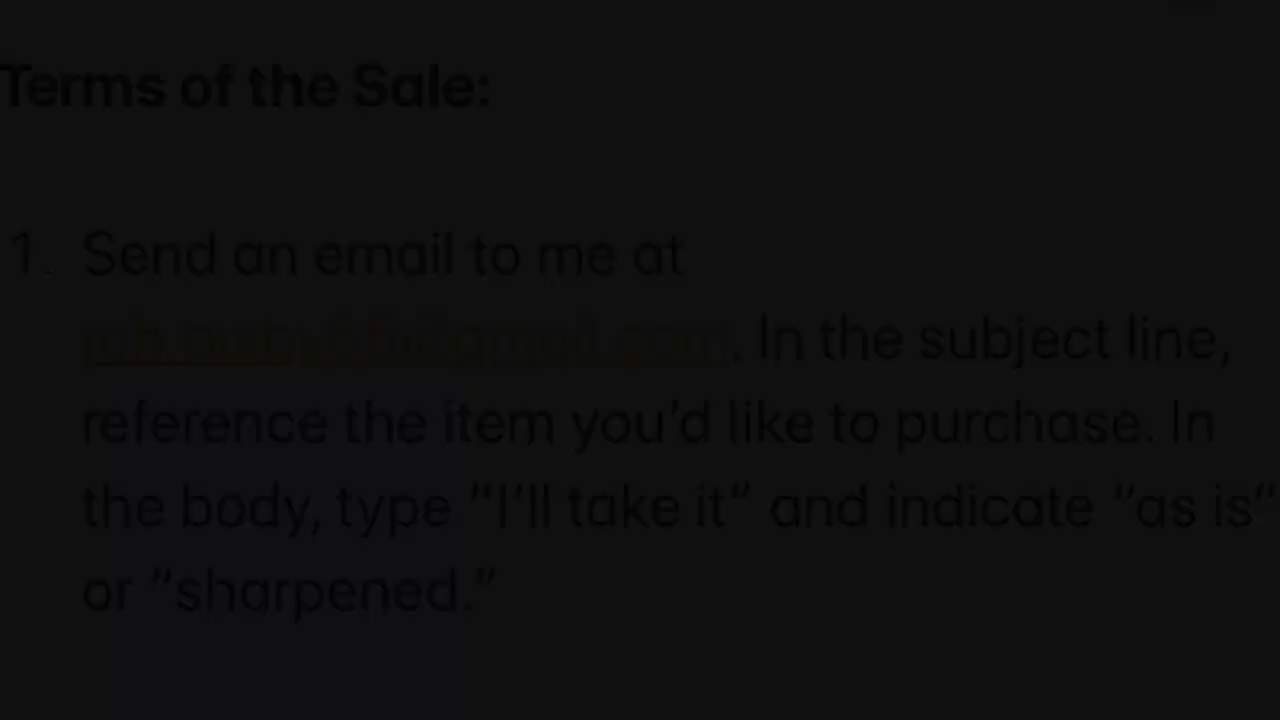 Terms of the Sale:
1. Send an email to me at
. In the subject line,
reference the item you'd like to purchase. In
the body, type "I'll take it" and indicate "as is"
or "sharpened."